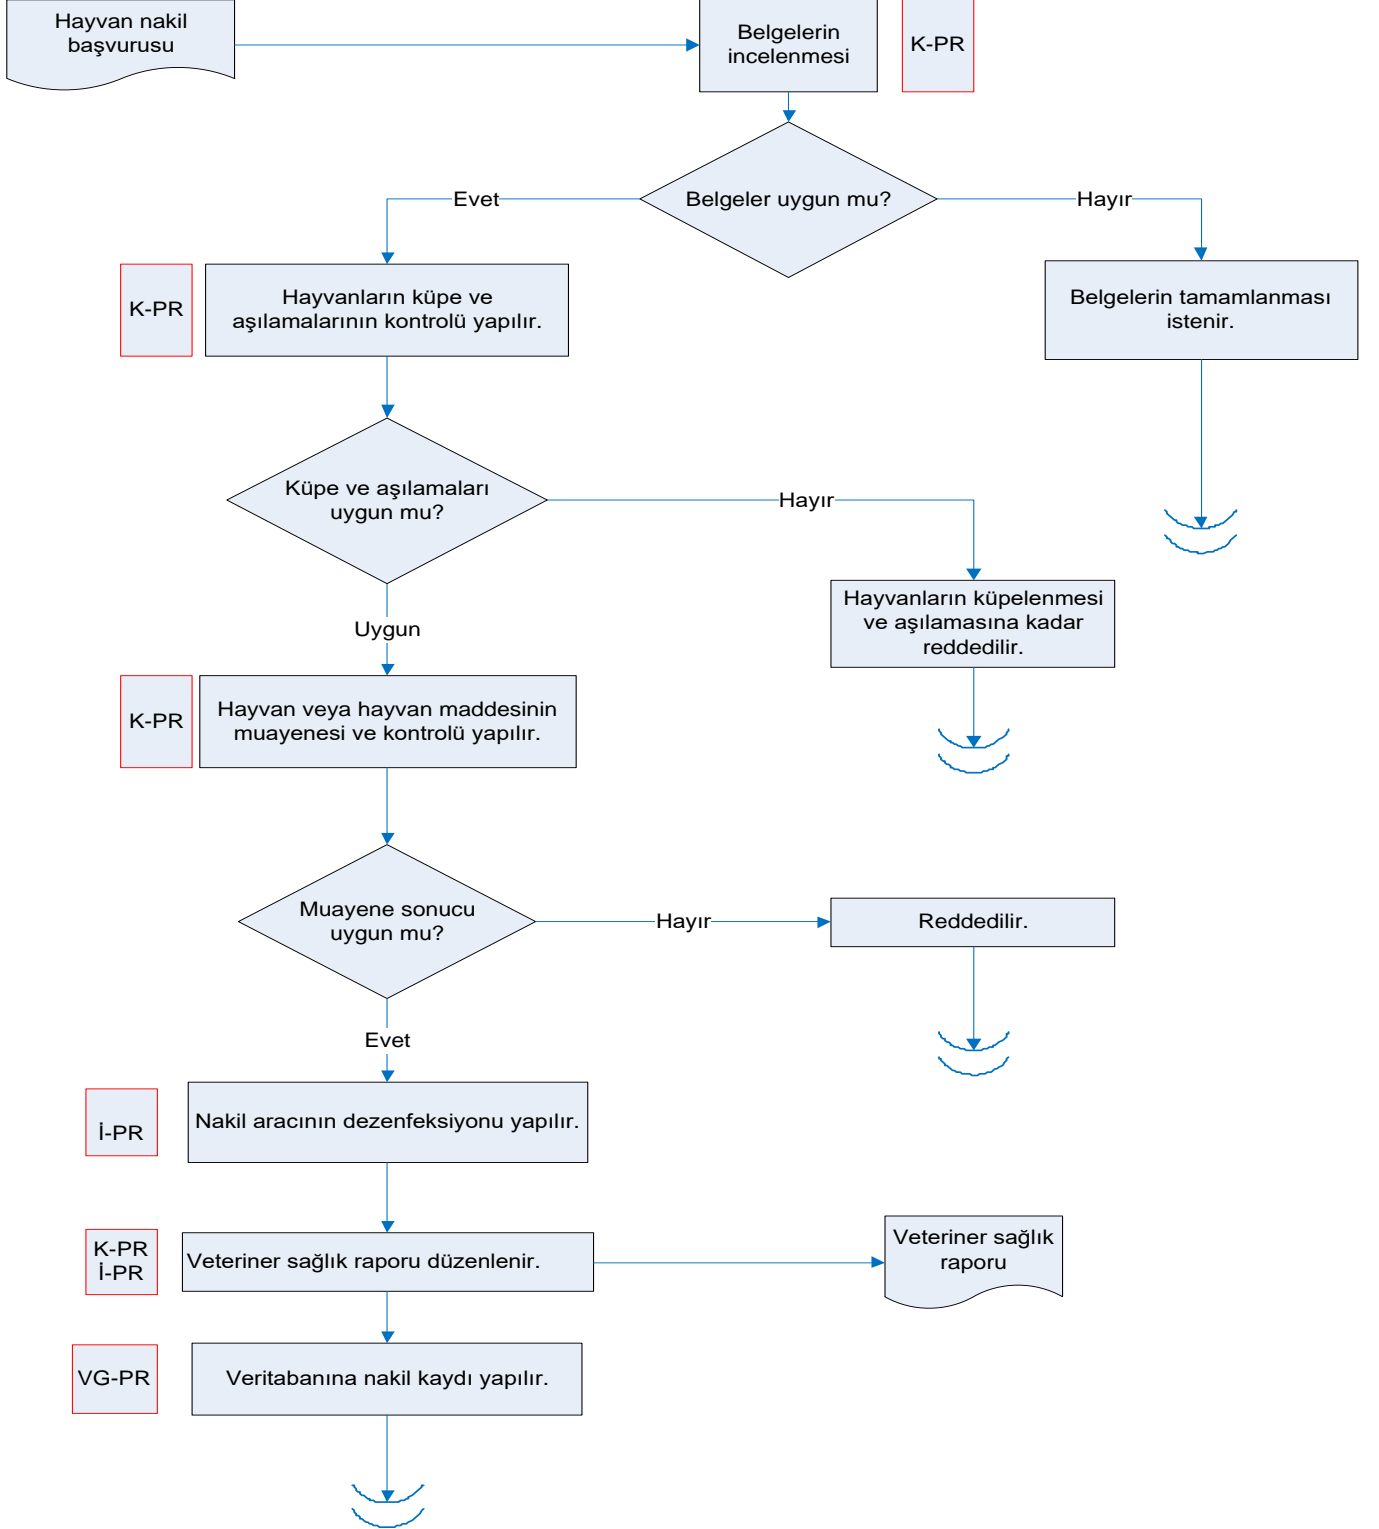 Hayvan nakil
başvurusu
Belgelerin
incelenmesi
K-PR
Belgeler uygun mu?
Evet
Hayır
K-PR
Hayvanların küpe ve
aşılamalarının kontrolü yapılır.
Belgelerin tamamlanması
istenir.
Küpe ve aşılamaları
uygun mu?
Hayır
Uygun
Hayvanların küpelenmesi
ve aşılamasına kadar
reddedilir.
K-PR
Hayvan veya hayvan maddesinin
muayenesi ve kontrolü yapılır.
Muayene sonucu
uygun mu?
Hayır
Reddedilir.
Evet
İ-PR
Nakil aracının dezenfeksiyonu yapılır.
K-PR
İ-PR
Veteriner sağlık raporu düzenlenir.
Veteriner sağlık
raporu
VG-PR
Veritabanına nakil kaydı yapılır.